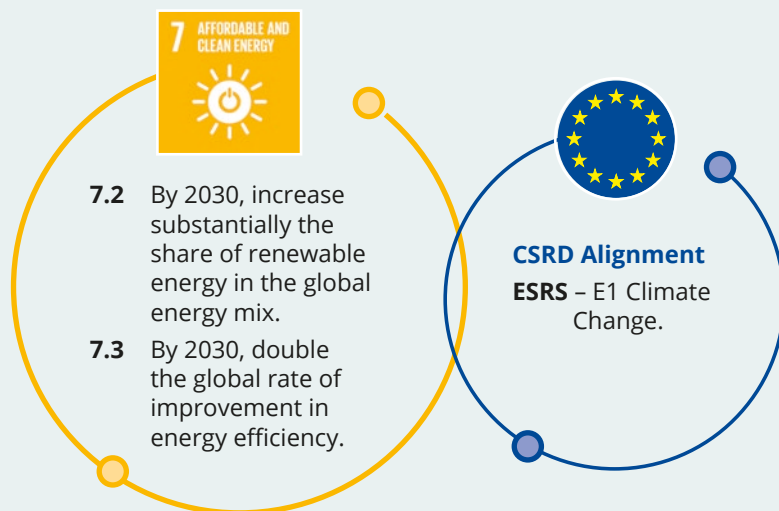 7 AFFORDABLE AND
CLEAN ENERGY
7.2 By 2030, increase
substantially the
share of renewable
energy in the global
energy mix.
7.3 By 2030, double
the global rate of
improvement in
energy efficiency.
CSRD Alignment
ESRS – E1 Climate
Change.